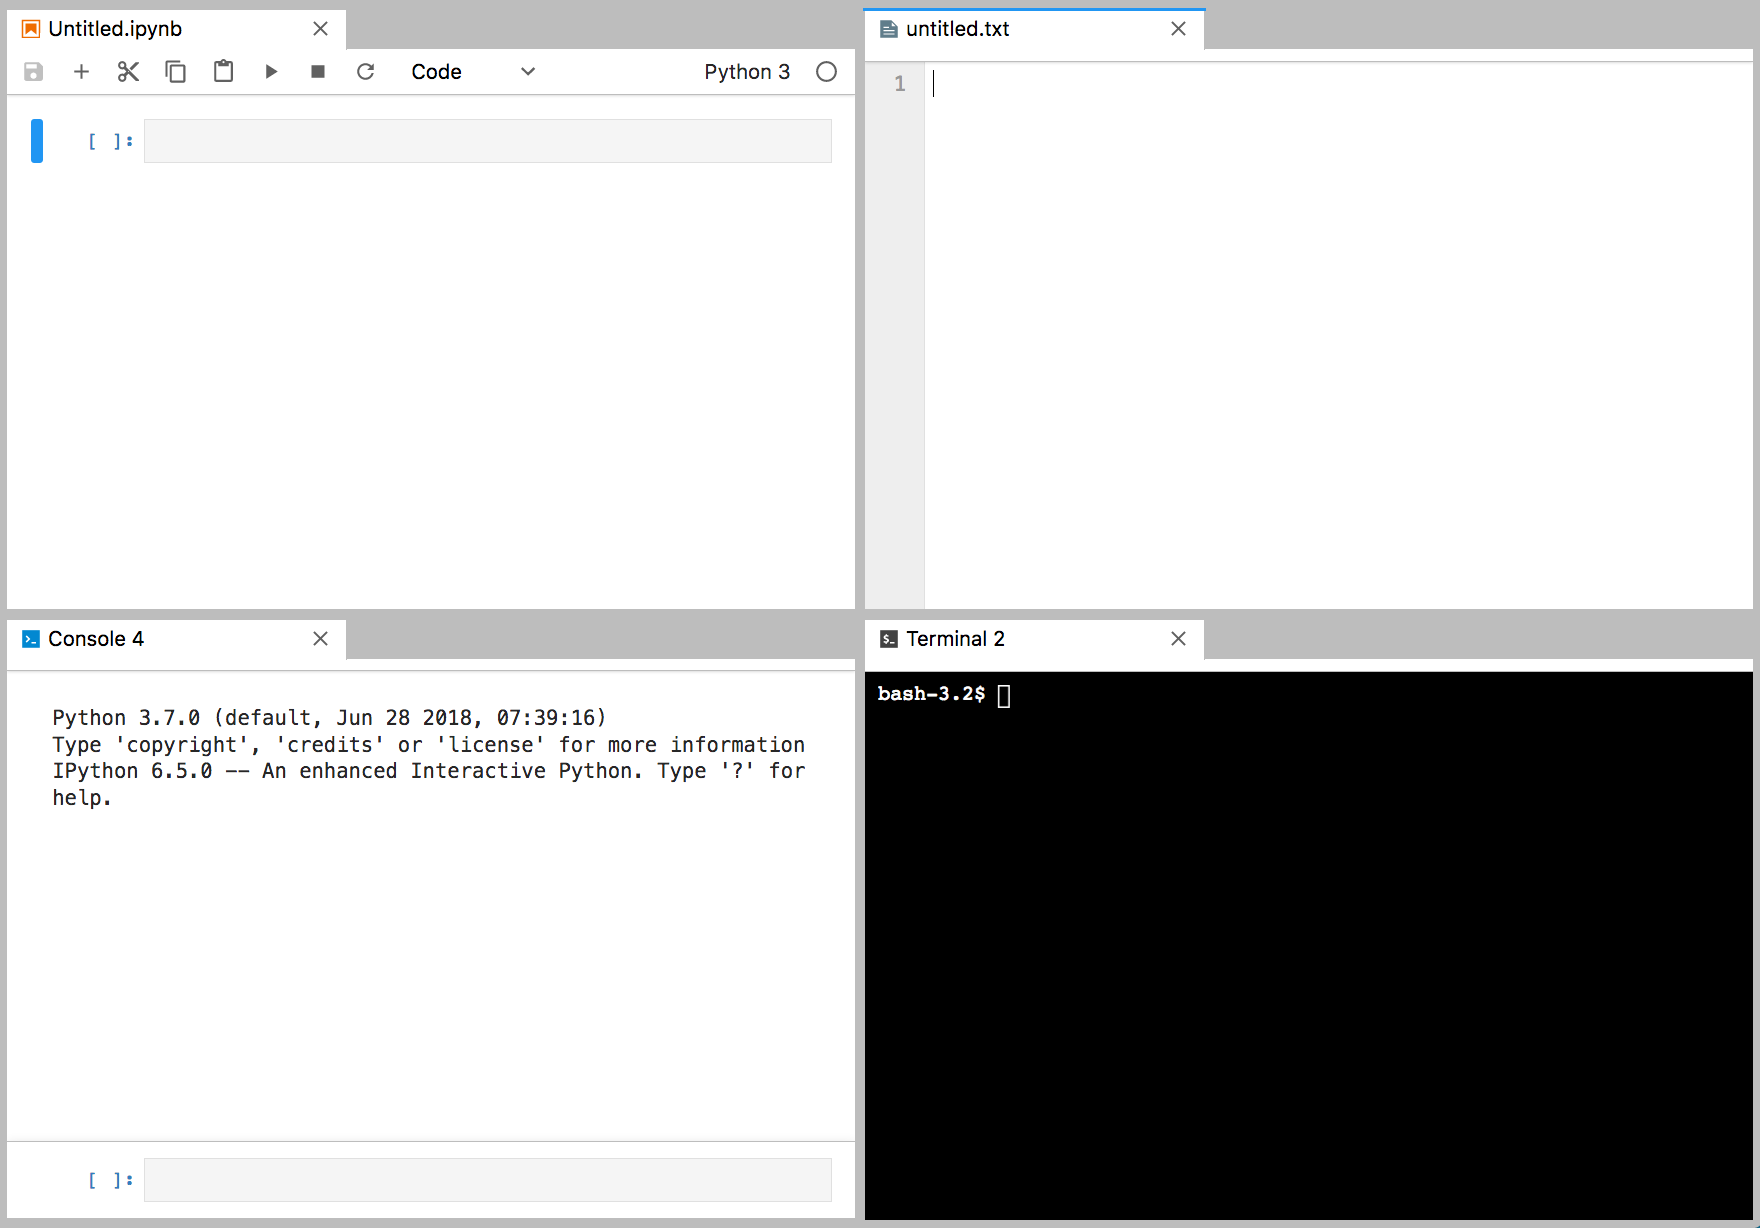 Untitled.ipynb
Code
Python 3
[ ]:
untitled.txt
1
Console 4
Python 3.7.0 (default, Jun 28 2018, 07:39:16)
Type 'copyright', 'credits' or 'license' for more information
IPython 6.5.0 -- An enhanced Interactive Python. Type '?' for
help.
[ ]:
Terminal 2
bash-3.2$